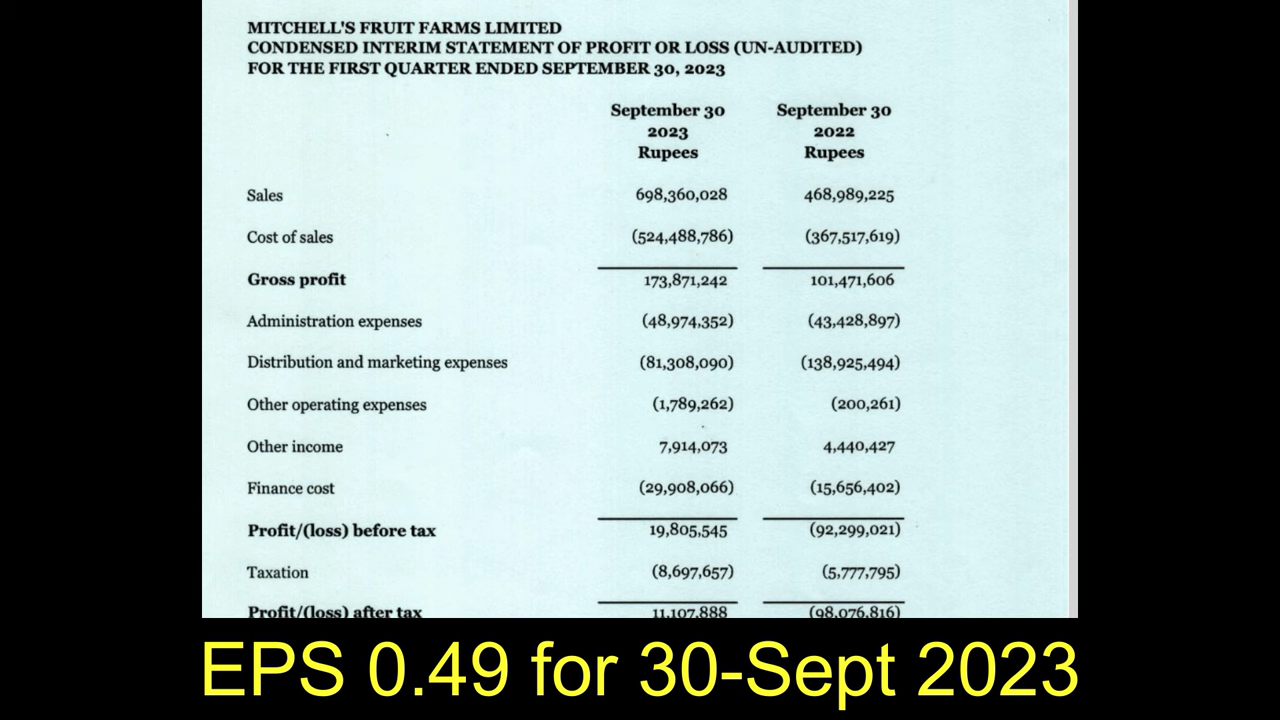 MITCHELL'S FRUIT FARMS LIMITED
CONDENSED INTERIM STATEMENT OF PROFIT OR LOSS (UN-AUDITED)
FOR THE FIRST QUARTER ENDED SEPTEMBER 30, 2023
September 30 September 30
2023 2022
Rupees Rupees
Sales 698,360,028 468,989,225
Cost of sales (524,488,786) (367,517,619)
Gross profit 173,871,242 101,471,606
Administration expenses (48,974,352) (43,428,897)
Distribution and marketing expenses (81,308,090) (138,925,494)
Other operating expenses (1,789,262) (200,261)
Other income 7,914,073 4,440,427
Finance cost (29,908,066) (15,656,402)
Profit/(loss) before tax 19,805,545 (92,299,021)
Taxation (8,697,657) (5,777,795)
Profit/(loss) after tax 11,107,888 (98,076,816)
EPS 0.49 for 30-Sept 2023